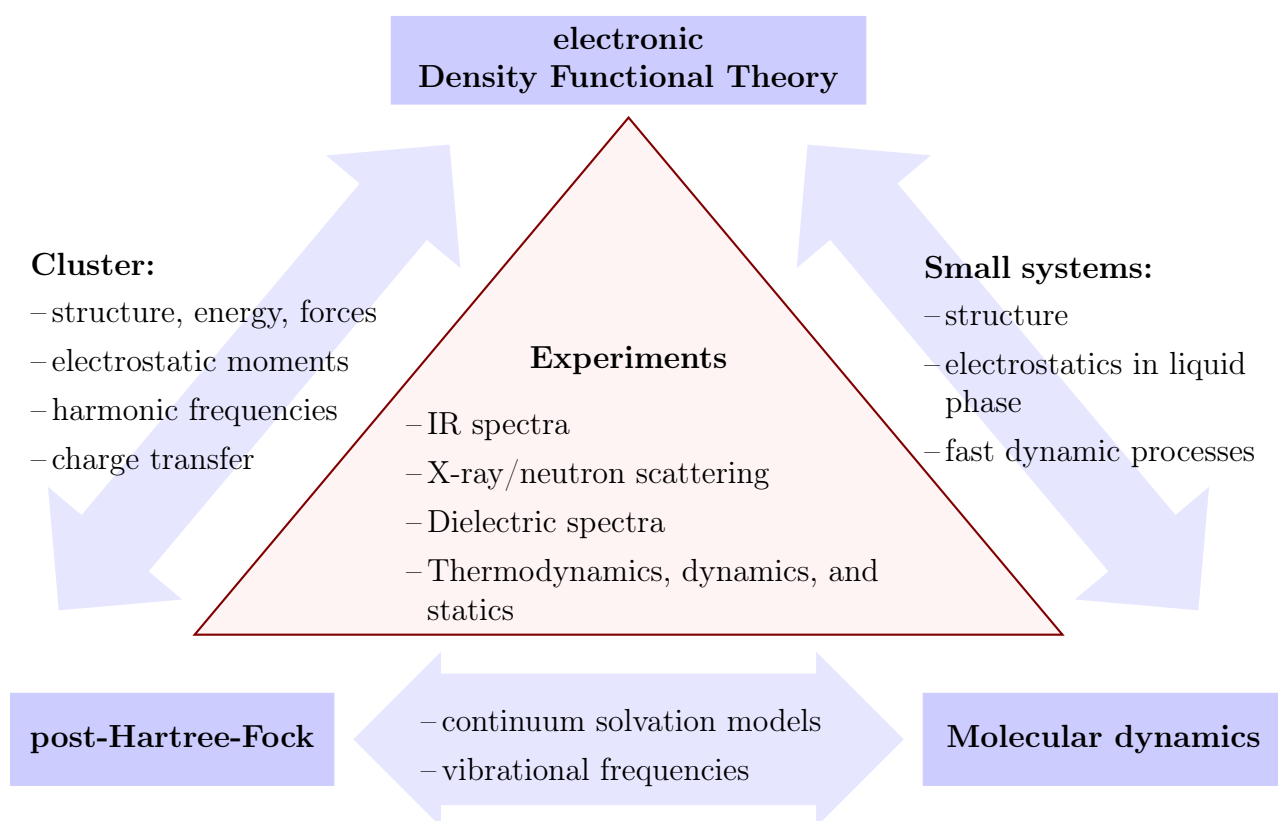 electronic
Density Functional Theory
Cluster:
– structure, energy, forces
– electrostatic moments
– harmonic frequencies
– charge transfer
Small systems:
– structure
– electrostatics in liquid
phase
– fast dynamic processes
Experiments
– IR spectra
– X-ray/neutron scattering
– Dielectric spectra
– Thermodynamics, dynamics, and
statics
post-Hartree-Fock
– continuum solvation models
– vibrational frequencies
Molecular dynamics